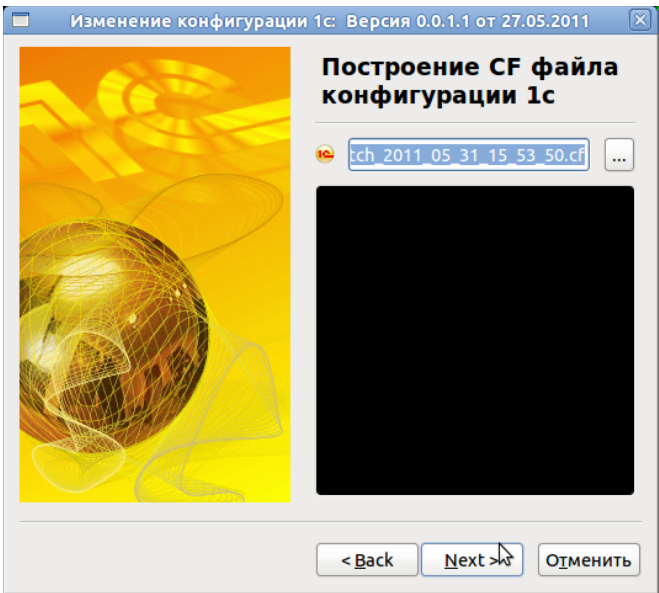 Изменение конфигурации 1с: Версия 0.0.1.1 от 27.05.2011
Построение CF файла
конфигурации 1с
tch_2011_05_31_15_53_50.cf
...
< Back
Next >
Отменить